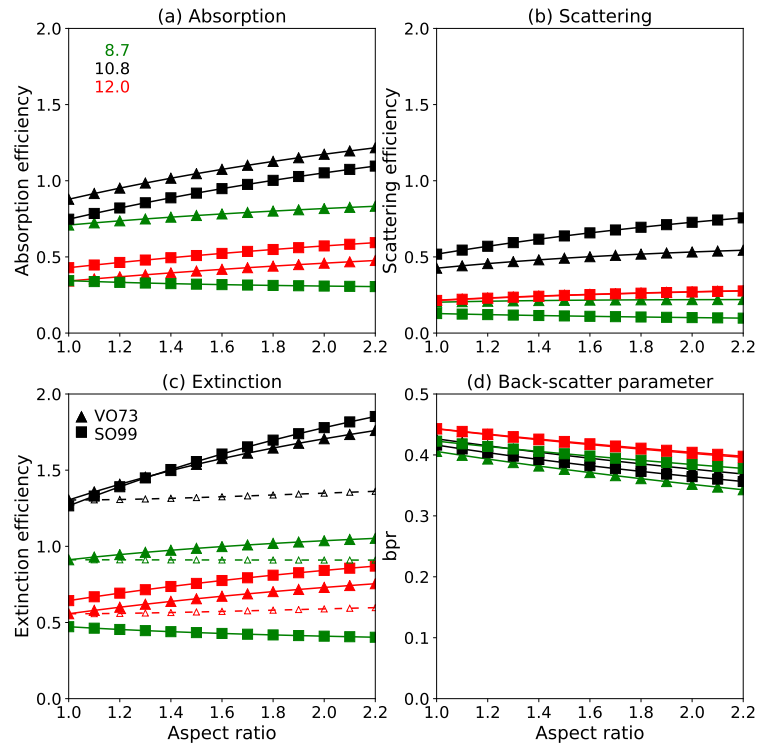 (a) Absorption
2.0
1.5
1.0
0.5
0.0
Absorption efficiency
8.7
10.8
12.0
1.0 1.2 1.4 1.6 1.8 2.0 2.2
(b) Scattering
2.0
1.5
1.0
0.5
0.0
Scattering efficiency
1.0 1.2 1.4 1.6 1.8 2.0 2.2
(c) Extinction
2.0
1.5
1.0
0.5
0.0
Extinction efficiency
VO73
SO99
1.0 1.2 1.4 1.6 1.8 2.0 2.2
Aspect ratio
(d) Back-scatter parameter
0.5
0.4
0.3
0.2
0.1
0.0
bpr
1.0 1.2 1.4 1.6 1.8 2.0 2.2
Aspect ratio